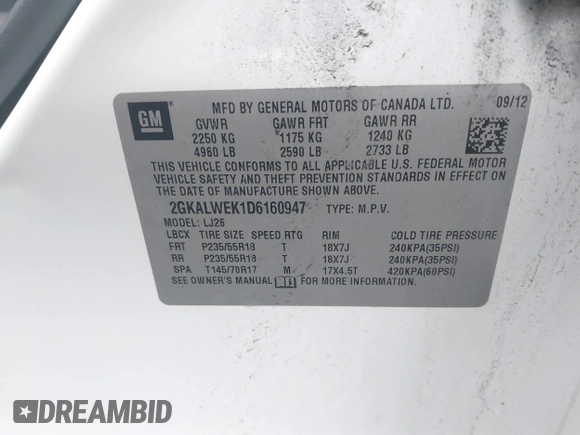 GM
MFD BY GENERAL MOTORS OF CANADA LTD. 09/12
GVWR GAWR FRT GAWR RR
2250 KG 1175 KG 1240 KG
4960 LB 2590 LB 2733 LB
THIS VEHICLE CONFORMS TO ALL APPLICABLE U.S. FEDERAL MOTOR
VEHICLE SAFETY AND THEFT PREVENTION STANDARDS IN EFFECT ON
THE DATE OF MANUFACTURE SHOWN ABOVE.
2GKALWEK1D6160947 TYPE: M.P.V.
MODEL: LJ26
LBCX TIRE SIZE SPEED RTG RIM COLD TIRE PRESSURE
FRT P235/55R18 T 18X7J 240KPA(35PSI)
RR P235/55R18 T 18X7J 240KPA(35PSI)
SPA T145/70R17 M 17X4.5T 420KPA(60PSI)
SEE OWNER'S MANUAL FOR MORE INFORMATION.
DREAMBID